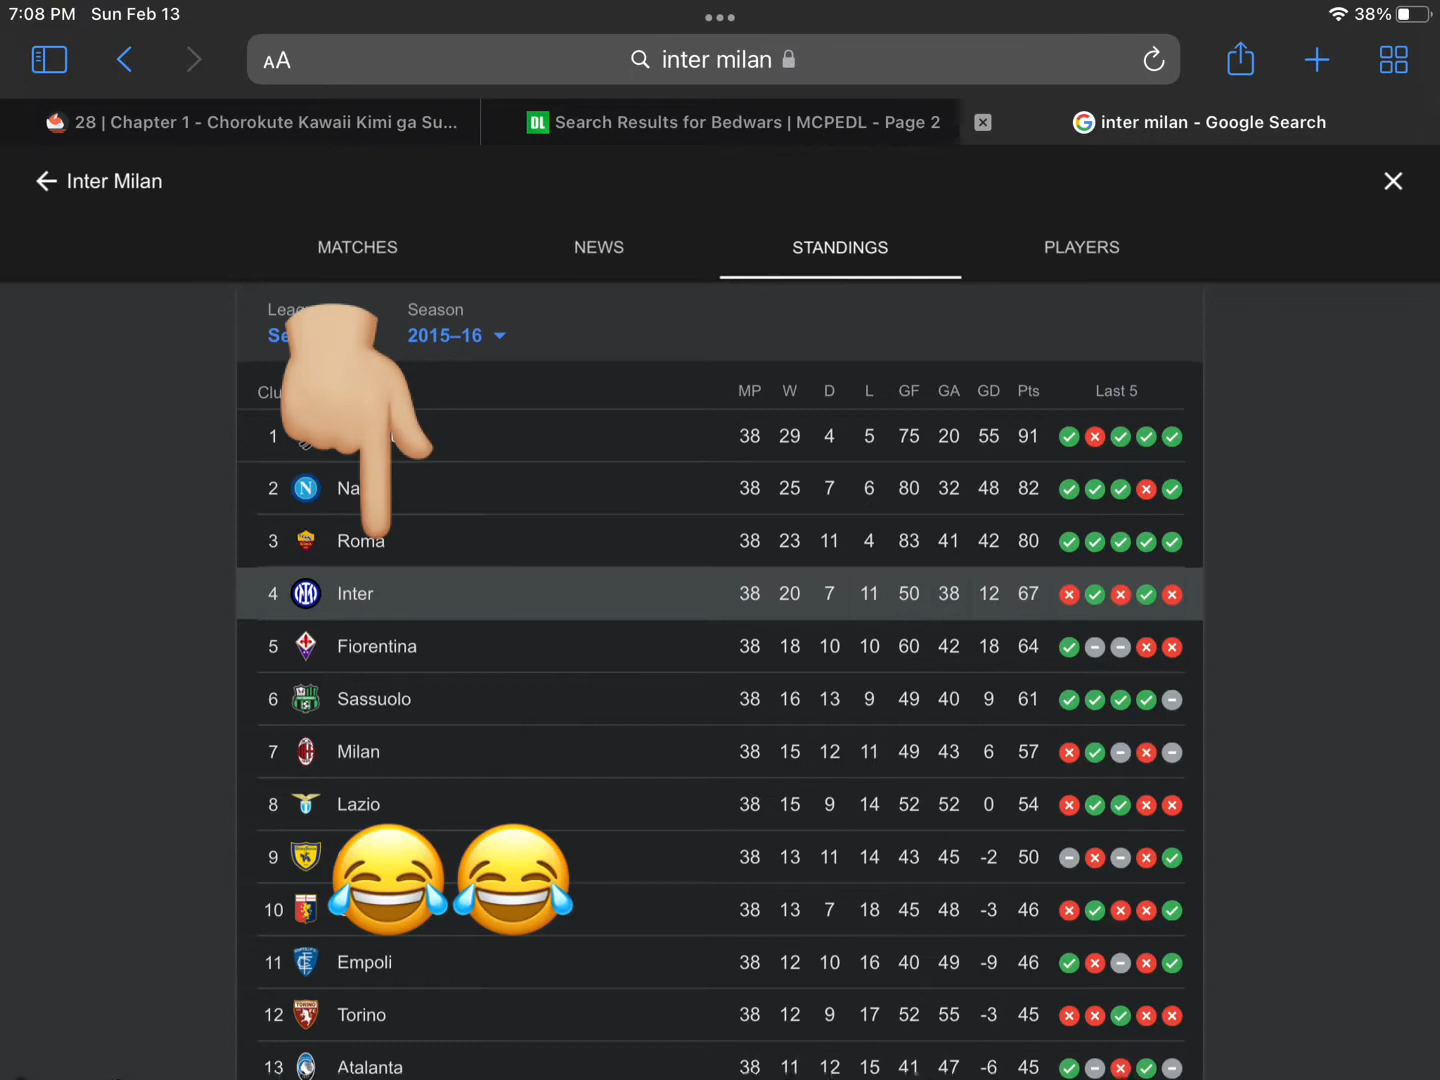 7:08 PM Sun Feb 13
38%
AA inter milan
28 | Chapter 1 - Chorokute Kawaii Kimi ga Su...
DL Search Results for Bedwars | MCPEDL - Page 2
inter milan - Google Search
Inter Milan
MATCHES NEWS STANDINGS PLAYERS
Season
2015–16
MP W D L GF GA GD Pts Last 5
1 38 29 4 5 75 20 55 91
2 38 25 7 6 80 32 48 82
3 Roma 38 23 11 4 83 41 42 80
4 Inter 38 20 7 11 50 38 12 67
5 Fiorentina 38 18 10 10 60 42 18 64
6 Sassuolo 38 16 13 9 49 40 9 61
7 Milan 38 15 12 11 49 43 6 57
8 Lazio 38 15 9 14 52 52 0 54
9 38 13 11 14 43 45 -2 50
10 38 13 7 18 45 48 -3 46
11 Empoli 38 12 10 16 40 49 -9 46
12 Torino 38 12 9 17 52 55 -3 45
13 Atalanta 38 11 12 15 41 47 -6 45